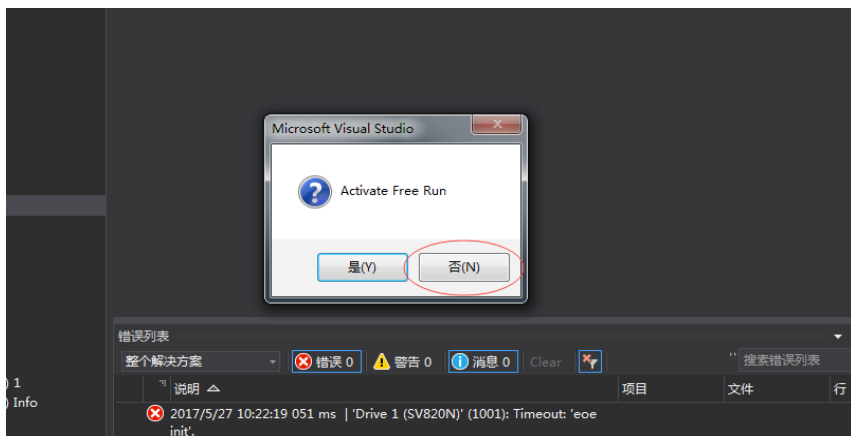 Microsoft Visual Studio
Activate Free Run
是(Y)
否(N)
错误列表
整个解决方案
错误 0
警告 0
消息 0
Clear
搜索错误列表
说明
项目
文件
行
) 1
) Info
2017/5/27 10:22:19 051 ms | 'Drive 1 (SV820N)' (1001): Timeout: 'eoe
init'.